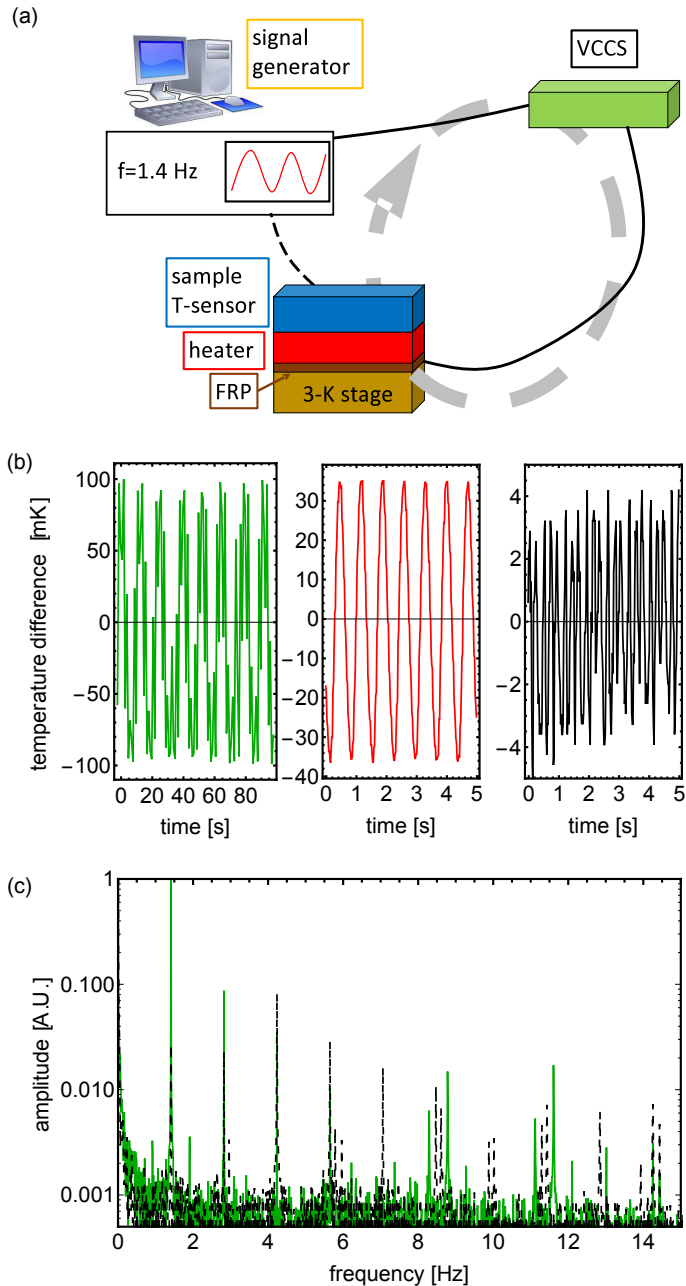 (a)
signal
generator
VCCS
f=1.4 Hz
sample
T-sensor
heater
FRP
3-K stage
(b)
temperature difference [mK]
100
50
0
−50
−100
0 20 40 60 80
time [s]
30
20
10
0
−10
−20
−30
−40
0 1 2 3 4 5
time [s]
4
2
0
−2
−4
0 1 2 3 4 5
time [s]
(c)
amplitude [A.U.]
1
0.100
0.010
0.001
0 2 4 6 8 10 12 14
frequency [Hz]